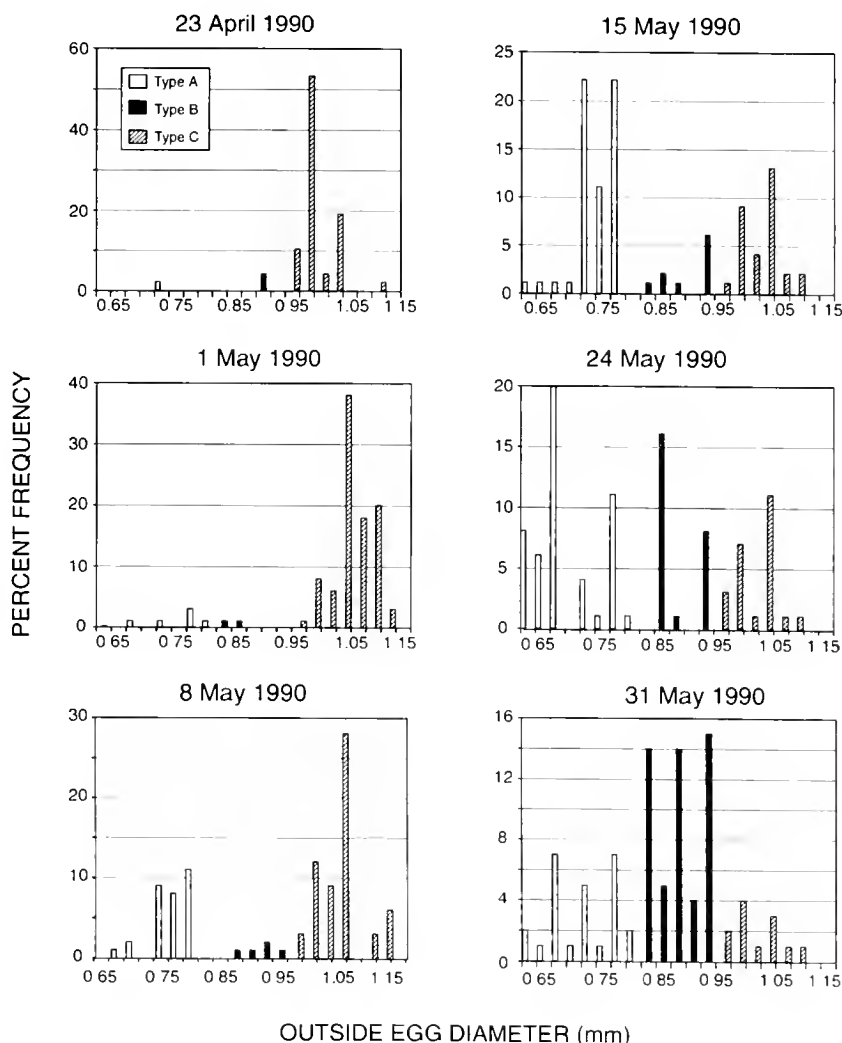 23 April 1990
60
50
40
20
0
Type A
Type B
Type C
0 65 0 75 0.85 0.95 1.05 1 15
1 May 1990
40
30
20
10
0
0 65 0 75 0.85 0 95 1.05 1 15
8 May 1990
30
20
10
0
0 65 0.75 0.85 0 95 1.05 1 15
15 May 1990
25
20
15
10
5
0
0 65 0.75 0.85 0 95 1.05 1 15
24 May 1990
20
15
10
5
0
0 65 0.75 0 85 0 95 1.05 1 15
31 May 1990
16
12
8
4
0
0 65 0.75 0 85 0 95 1.05 1 15
PERCENT FREQUENCY
OUTSIDE EGG DIAMETER (mm)